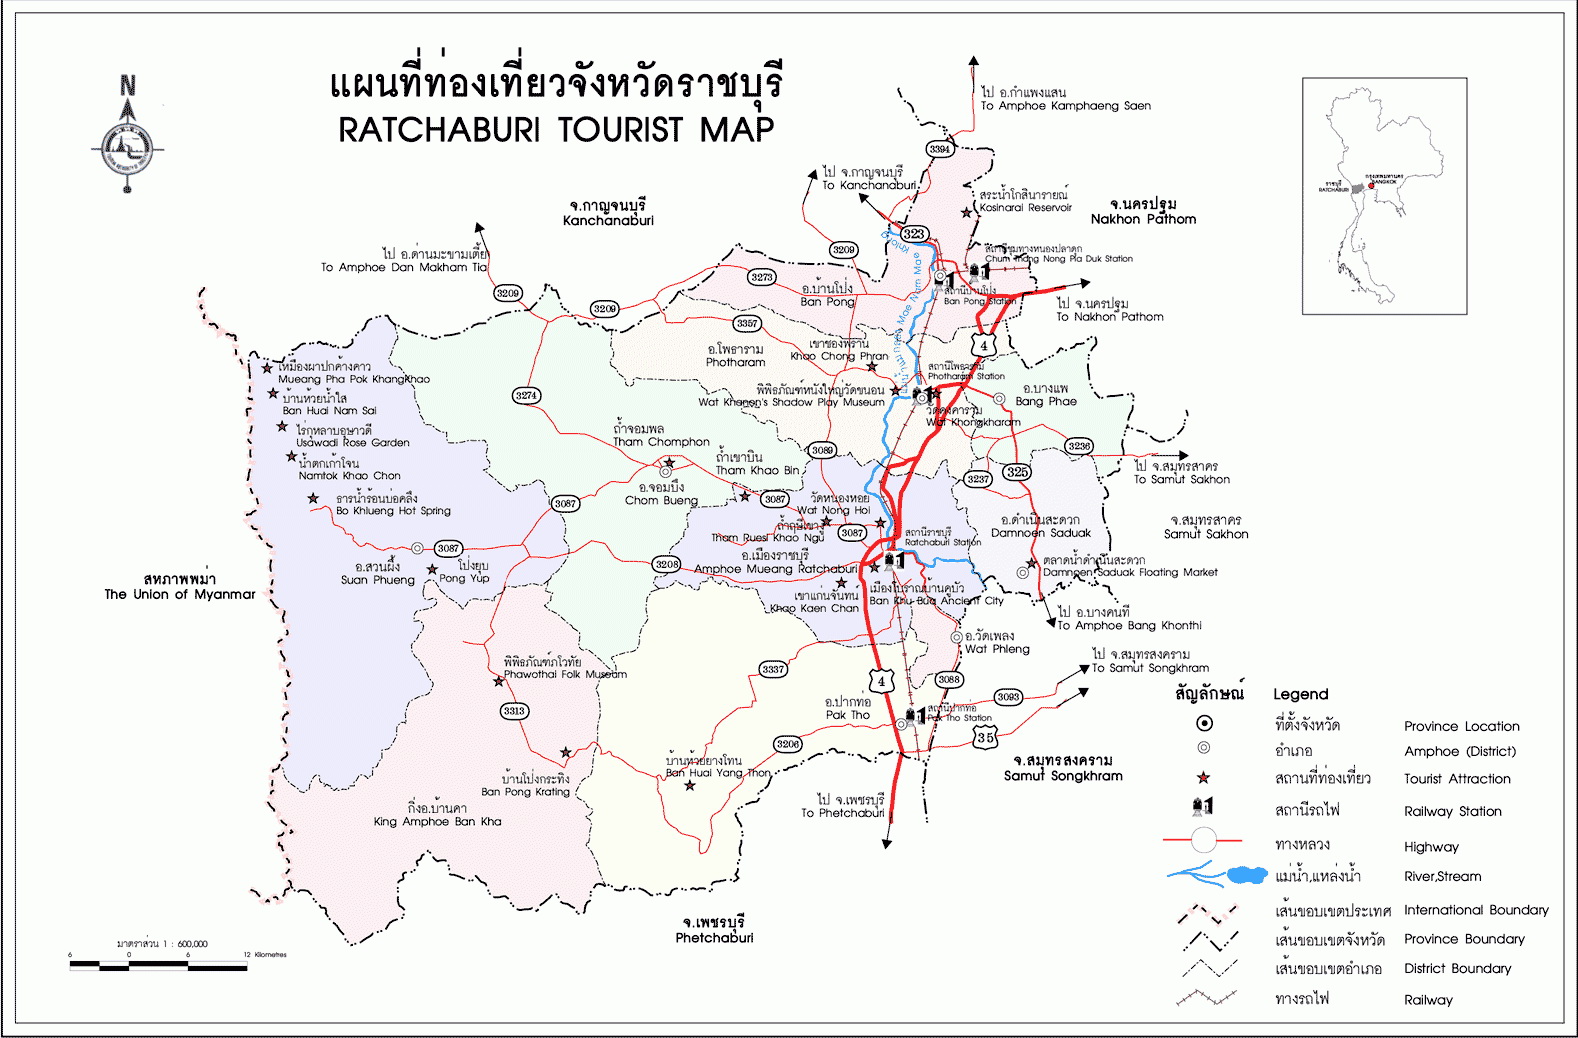 แผนที่ท่องเที่ยวจังหวัดราชบุรี
RATCHABURI TOURIST MAP
N
ไป อ.กำแพงแสน
To Amphoe Kamphaeng Saen
3394
ไป จ.กาญจนบุรี
To Kanchanaburi
สระน้ำโกสินารายณ์
Kosinarai Reservoir
จ.กาญจนบุรี
Kanchanaburi
จ.นครปฐม
Nakhon Pathom
ราชบุรี
RATCHABURI
กรุงเทพมหานคร
BANGKOK
323
3209
ไป อ.ด่านมะขามเตี้ย
To Amphoe Dan Makham Tia
สถานีชุมทางหนองปลาดุก
Chum Thang Nong Pla Duk Station
3273
อ.บ้านโป่ง
Ban Pong
สถานีบ้านโป่ง
Ban Pong Station
3209
3209
ไป จ.นครปฐม
To Nakhon Pathom
3357
4
อ.โพธาราม
Photharam
เขาช่องพราน
Khao Chong Phran
แม่น้ำแม่กลอง Mae Nam Mae Khlong
สถานีโพธาราม
Photharam Station
เหมืองผาปกค้างคาว
Mueang Pha Pok KhangKhao
บ้านห้วยน้ำใส
Ban Huai Nam Sai
3274
พิพิธภัณฑ์หนังใหญ่วัดขนอน
Wat Khanon's Shadow Play Museum
อ.บางแพ
Bang Phae
วัดคงคาราม
Wat Khongkharam
ไร่กุหลาบอุษาวดี
Usawadi Rose Garden
น้ำตกเก้าโจน
Namtok Khao Chon
ถ้ำจอมพล
Tham Chomphon
ถ้ำเขาบิน
Tham Khao Bin
3089
3236
325
3237
ไป จ.สมุทรสาคร
To Samut Sakhon
อ.จอมบึง
Chom Bueng
ธารน้ำร้อนบ่อคลึง
Bo Khlueng Hot Spring
3087
3087
วัดหนองหอย
Wat Nong Hoi
ถ้ำฤๅษีเขางู
Tham Ruesi Khao Ngu
3087
สถานีราชบุรี
Ratchaburi Station
อ.ดำเนินสะดวก
Damnoen Saduak
จ.สมุทรสาคร
Samut Sakhon
3087
อ.สวนผึ้ง
Suan Phueng
โป่งยุบ
Pong Yup
3208
อ.เมืองราชบุรี
Amphoe Mueang Ratchaburi
ตลาดน้ำดำเนินสะดวก
Damnoen Saduak Floating Market
สหภาพพม่า
The Union of Myanmar
เขาแก่นจันทน์
Khao Kaen Chan
เมืองโบราณบ้านคูบัว
Ban Khu Bua Ancient City
ไป อ.บางคนที
To Amphoe Bang Khonthi
อ.วัดเพลง
Wat Phleng
พิพิธภัณฑ์ภโวทัย
Phawothai Folk Museum
3337
4
3088
ไป จ.สมุทรสงคราม
To Samut Songkhram
3313
3093
อ.ปากท่อ
Pak Tho
สถานีปากท่อ
Pak Tho Station
35
3206
บ้านห้วยยางโทน
Ban Huai Yang Thon
บ้านโป่งกระทิง
Ban Pong Krating
กิ่งอ.บ้านคา
King Amphoe Ban Kha
จ.สมุทรสงคราม
Samut Songkhram
ไป จ.เพชรบุรี
To Phetchaburi
จ.เพชรบุรี
Phetchaburi
มาตราส่วน 1 : 600,000
6 0 6 12 Kilometres
สัญลักษณ์ Legend
ที่ตั้งจังหวัด Province Location
อำเภอ Amphoe (District)
สถานที่ท่องเที่ยว Tourist Attraction
สถานีรถไฟ Railway Station
ทางหลวง Highway
แม่น้ำ,แหล่งน้ำ River,Stream
เส้นขอบเขตประเทศ International Boundary
เส้นขอบเขตจังหวัด Province Boundary
เส้นขอบเขตอำเภอ District Boundary
ทางรถไฟ Railway